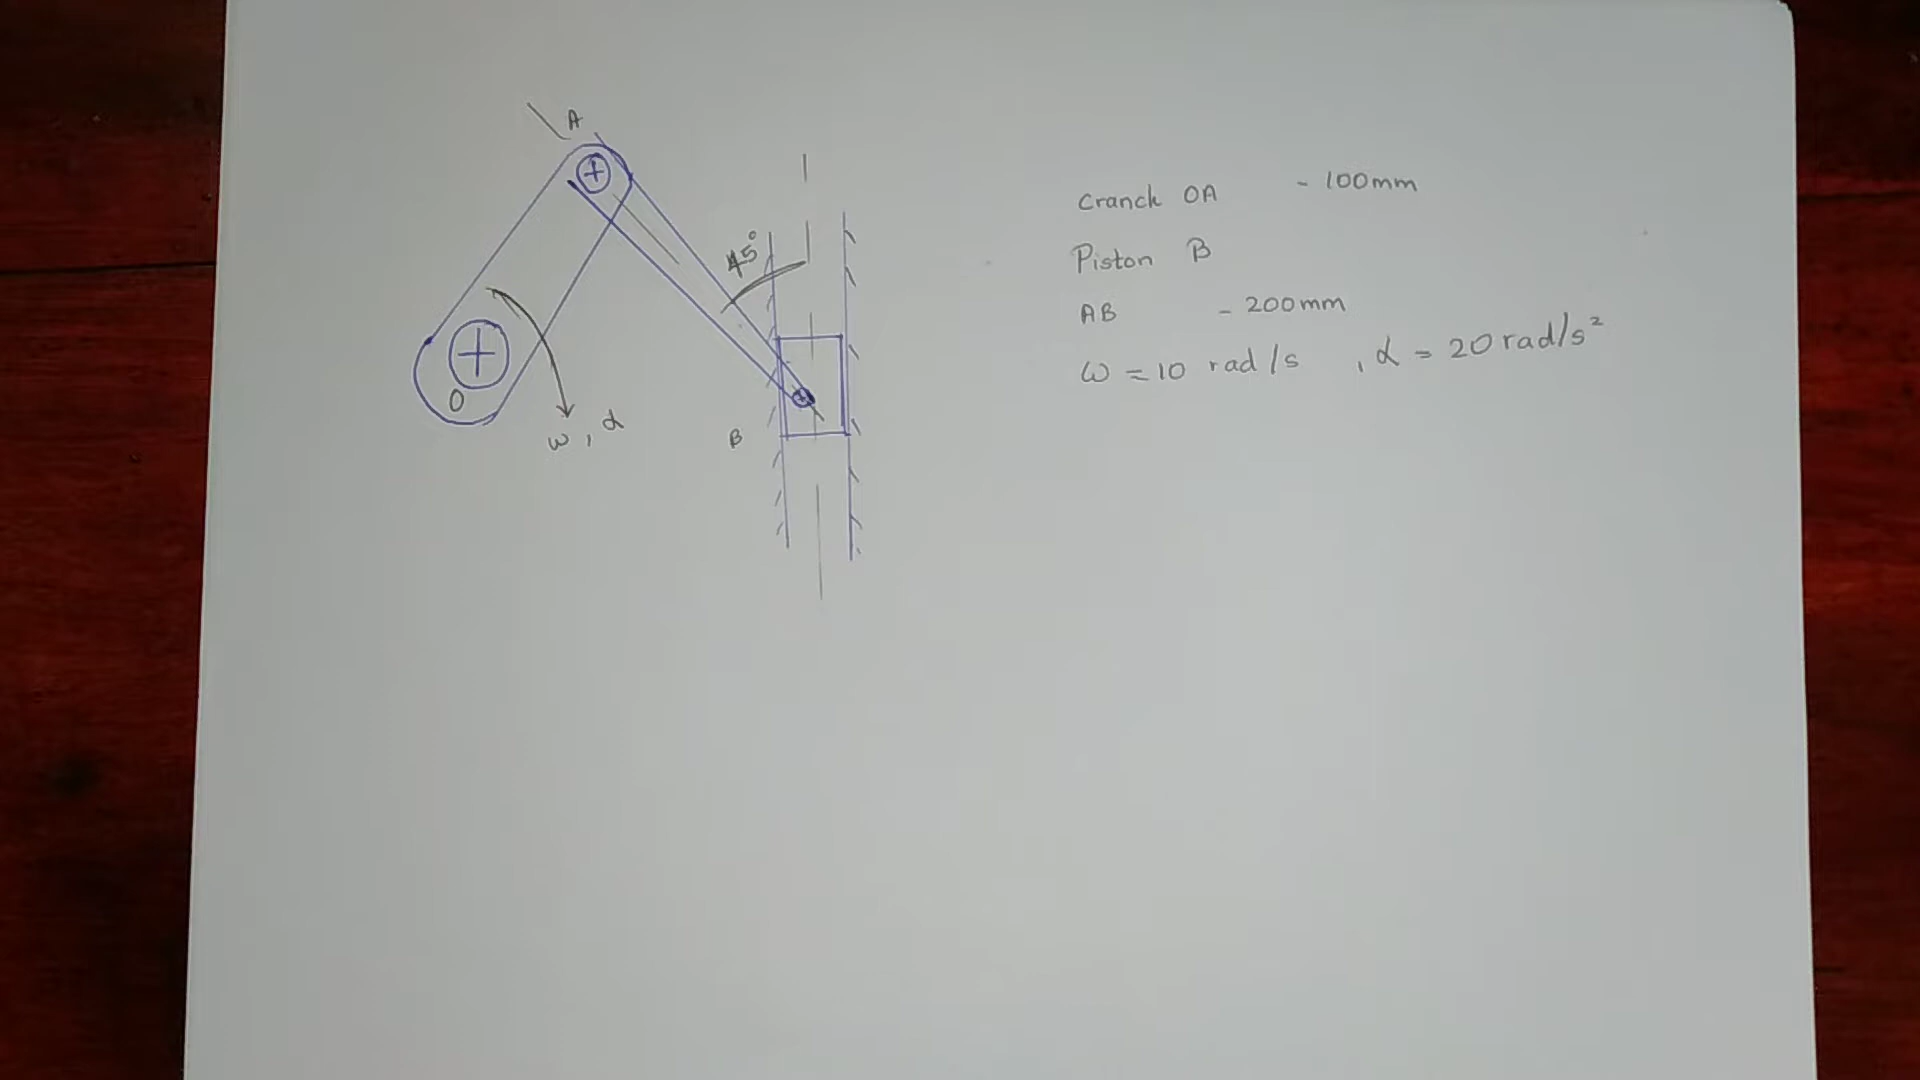 A
45°
O
ω, α
B
Cranck OA - 100mm
Piston B
AB - 200mm
ω = 10 rad/s , α = 20 rad/s²